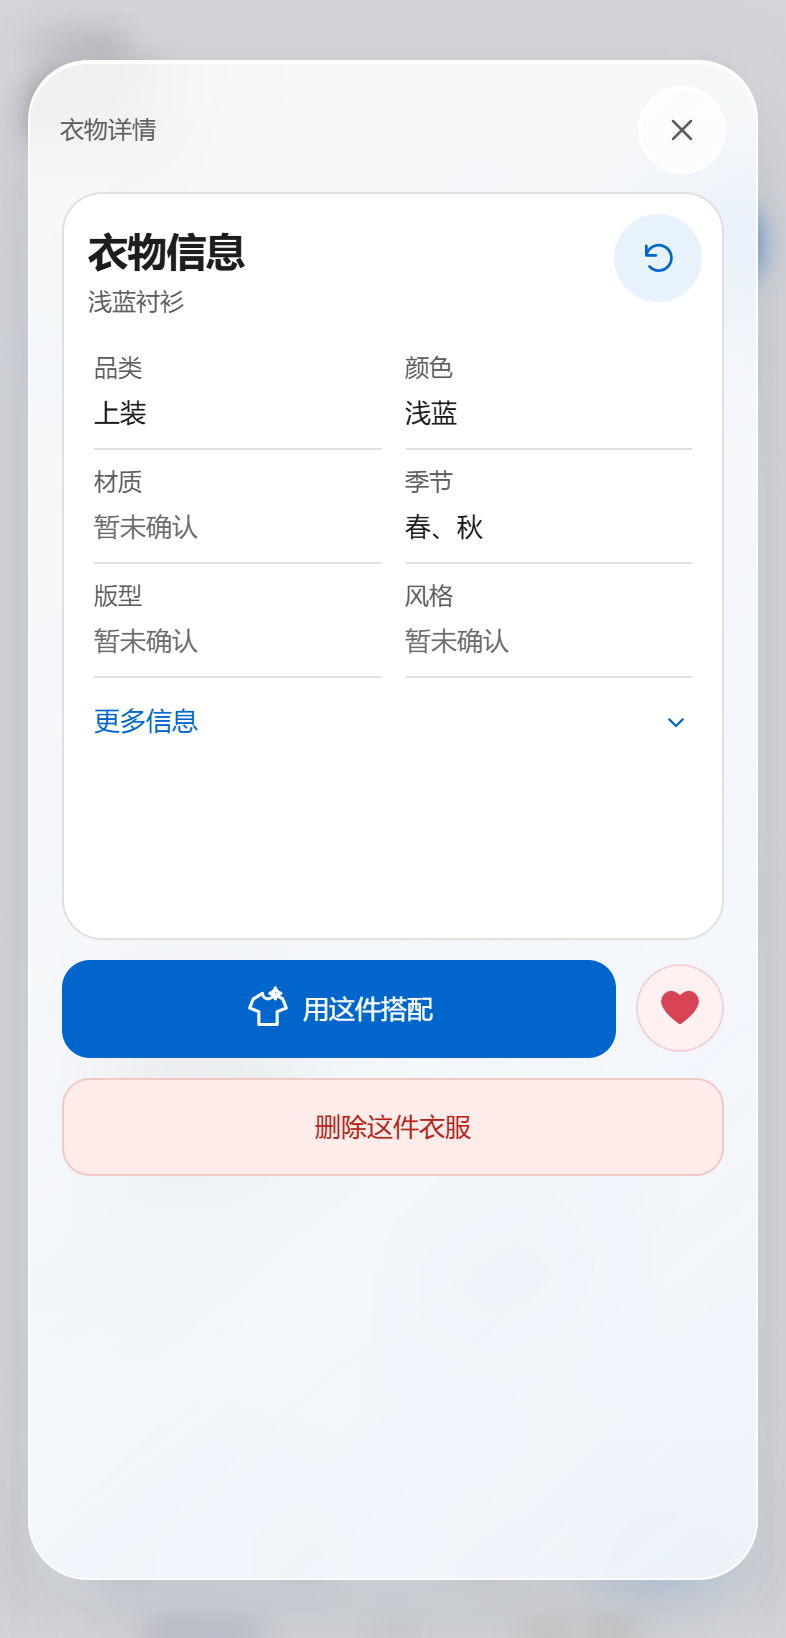 衣物详情
衣物信息
浅蓝衬衫
品类
颜色
上装
浅蓝
材质
季节
暂未确认
春、秋
版型
风格
暂未确认
暂未确认
更多信息
用这件搭配
删除这件衣服